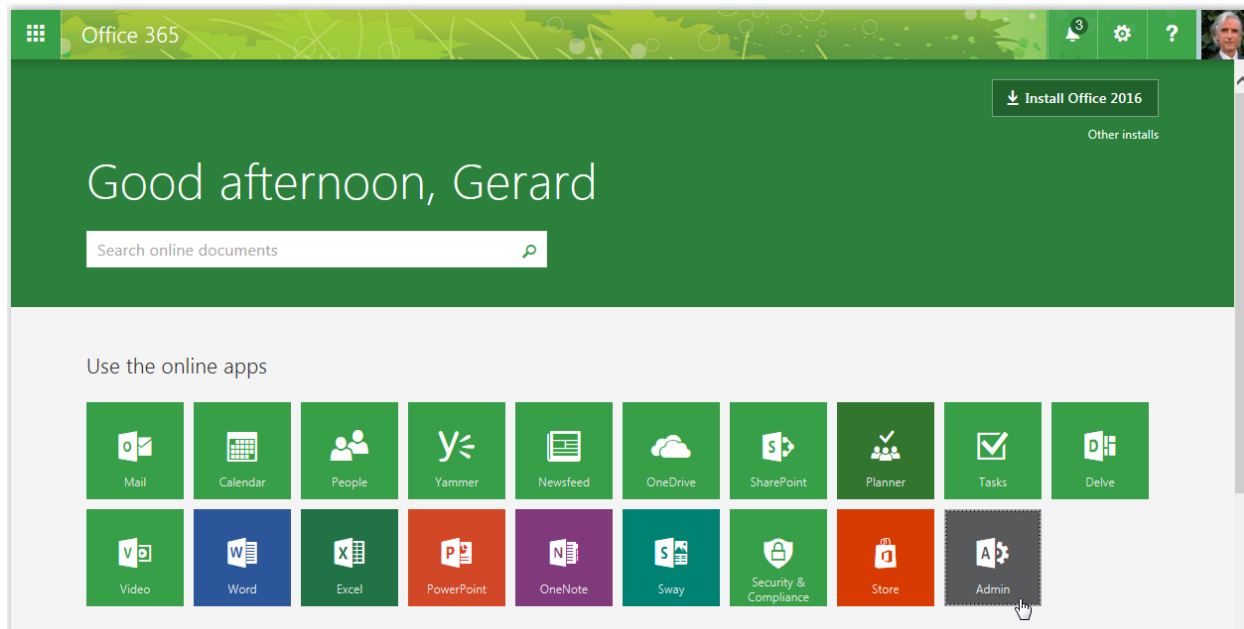 Office 365
3
?
Install Office 2016
Other installs
Good afternoon, Gerard
Search online documents
Use the online apps
Mail
Calendar
People
Yammer
Newsfeed
OneDrive
SharePoint
Planner
Tasks
Delve
Video
Word
Excel
PowerPoint
OneNote
Sway
Security &
Compliance
Store
Admin